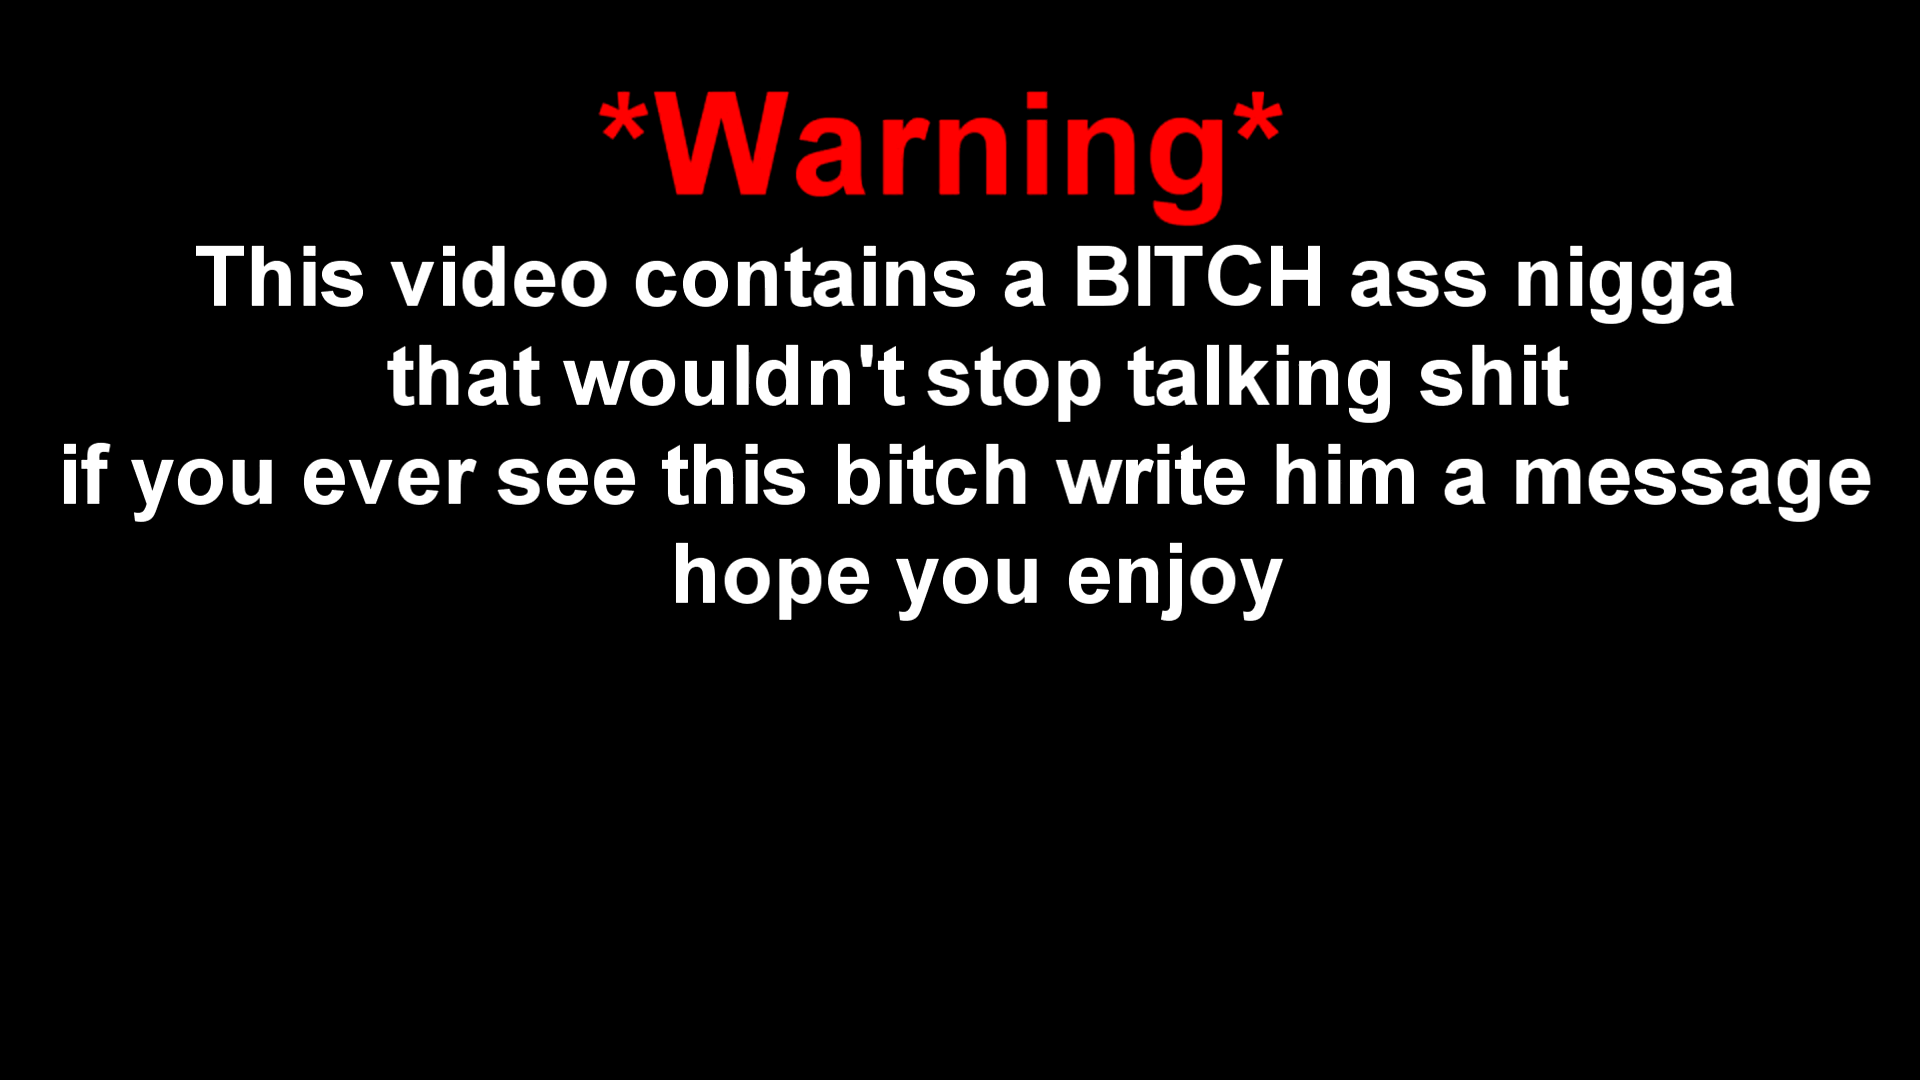 *Warning*
This video contains a BITCH ass nigga
that wouldn't stop talking shit
if you ever see this bitch write him a message
hope you enjoy